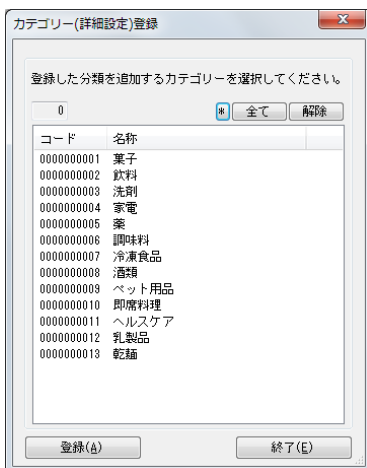 カテゴリー(詳細設定)登録
登録した分類を追加するカテゴリーを選択してください。
0 * 全て 解除
コード 名称
0000000001 菓子
0000000002 飲料
0000000003 洗剤
0000000004 家電
0000000005 薬
0000000006 調味料
0000000007 冷凍食品
0000000008 酒類
0000000009 ペット用品
0000000010 即席料理
0000000011 ヘルスケア
0000000012 乳製品
0000000013 乾麺
登録(A) 終了(E)